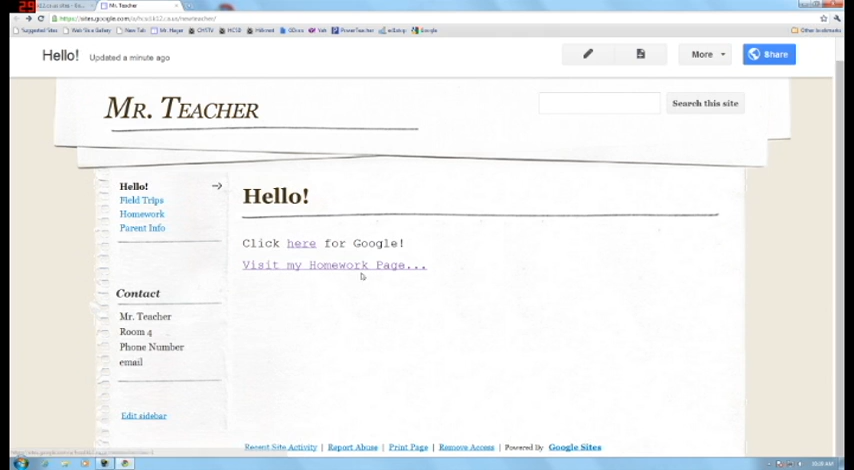 Mr. Teacher
Hello! Updated a minute ago
More
Share
MR. TEACHER
Search this site
Hello!
Field Trips
Homework
Parent Info
Contact
Mr. Teacher
Room 4
Phone Number
email
Edit sidebar
Hello!
Click here for Google!
Visit my Homework Page...
Recent Site Activity | Report Abuse | Print Page | Remove Access | Powered By Google Sites